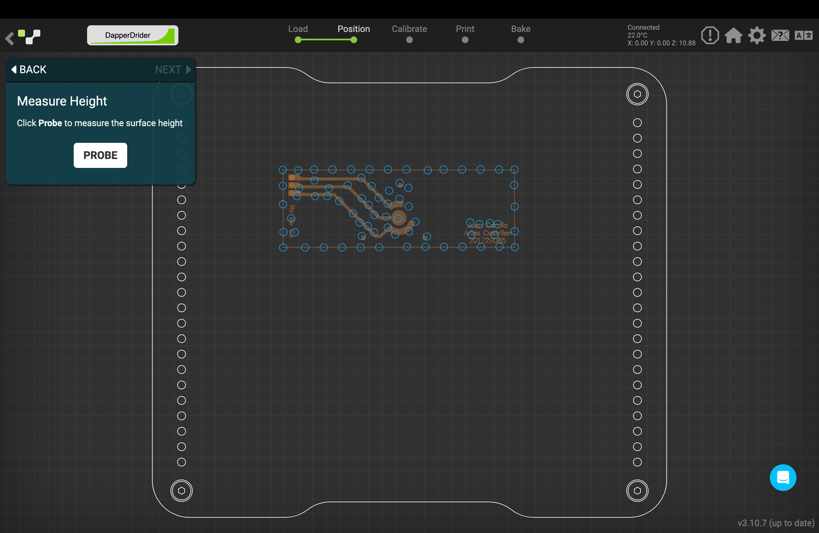 DapperDrider
Load Position Calibrate Print Bake
Connected
22.0°C
X: 0.00 Y: 0.00 Z: 10.88
BACK
NEXT
Measure Height
Click Probe to measure the surface height
PROBE
201729085
v3.10.7 (up to date)